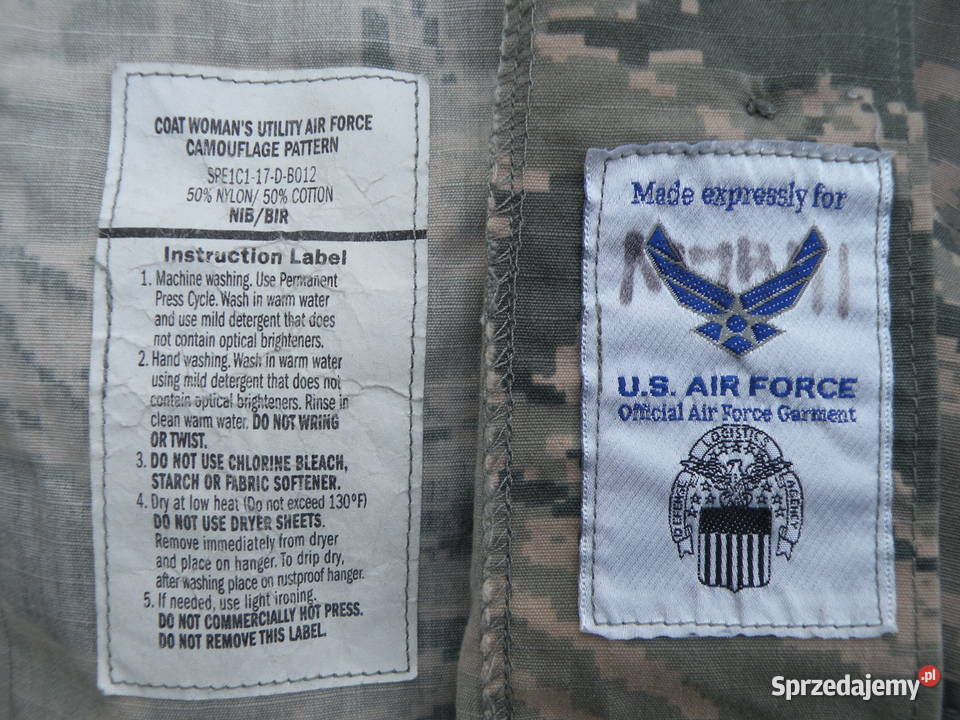 COAT WOMAN'S UTILITY AIR FORCE
CAMOUFLAGE PATTERN
SPE1C1-17-D-B012
50% NYLON/ 50% COTTON
NIB/BIR
Instruction Label
1. Machine washing. Use Permanent
Press Cycle. Wash in warm water
and use mild detergent that does
not contain optical brighteners.
2. Hand washing. Wash in warm water
using mild detergent that does not
contain optical brighteners. Rinse in
clean warm water. DO NOT WRING
OR TWIST.
3. DO NOT USE CHLORINE BLEACH,
STARCH OR FABRIC SOFTENER.
4. Dry at low heat (Do not exceed 130°F)
DO NOT USE DRYER SHEETS.
Remove immediately from dryer
and place on hanger. To drip dry,
after washing place on rustproof hanger.
5. If needed, use light ironing.
DO NOT COMMERCIALLY HOT PRESS.
DO NOT REMOVE THIS LABEL.
Made expressly for
U.S. AIR FORCE
Official Air Force Garment
DEFENSE LOGISTICS AGENCY
Sprzedajemy.pl